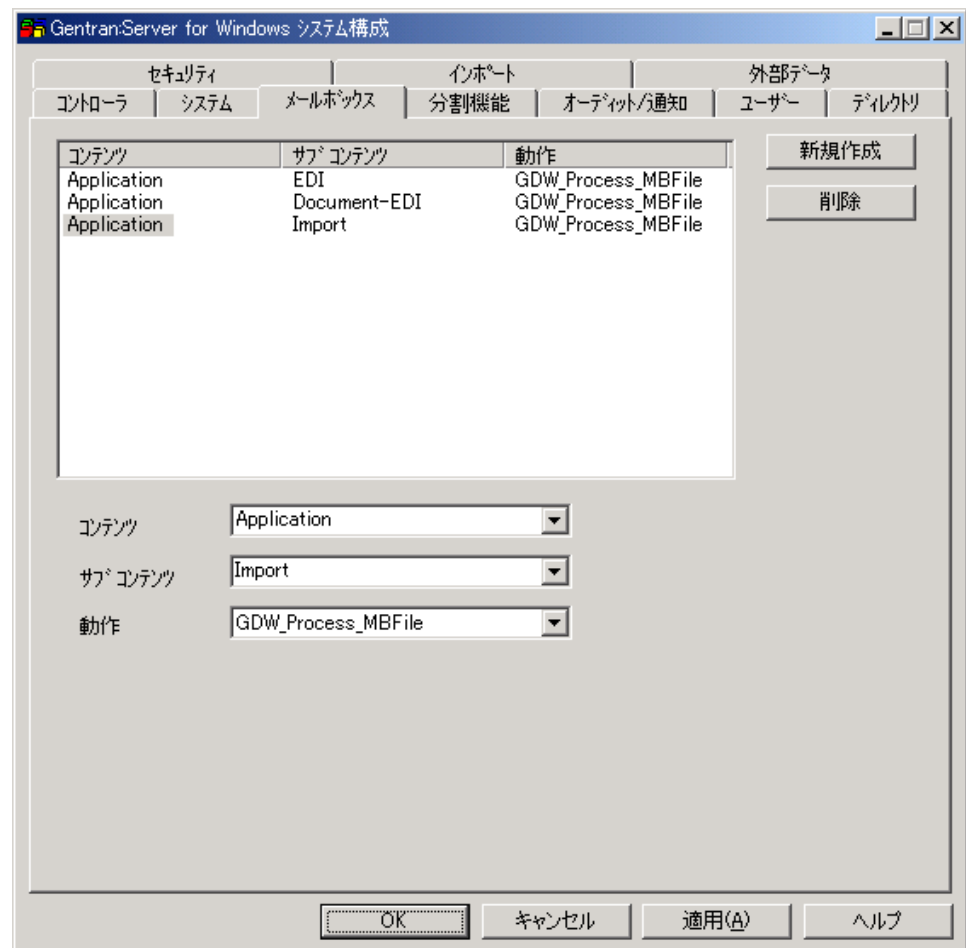 Gentran:Server for Windows システム構成
セキュリティ インポート 外部データ
コントローラ システム メールボックス 分割機能 オーディット/通知 ユーザー ディレクトリ
コンテンツ サブコンテンツ 動作
Application EDI GDW_Process_MBFile
Application Document-EDI GDW_Process_MBFile
Application Import GDW_Process_MBFile
新規作成
削除
コンテンツ Application
サブコンテンツ Import
動作 GDW_Process_MBFile
OK キャンセル 適用(A) ヘルプ